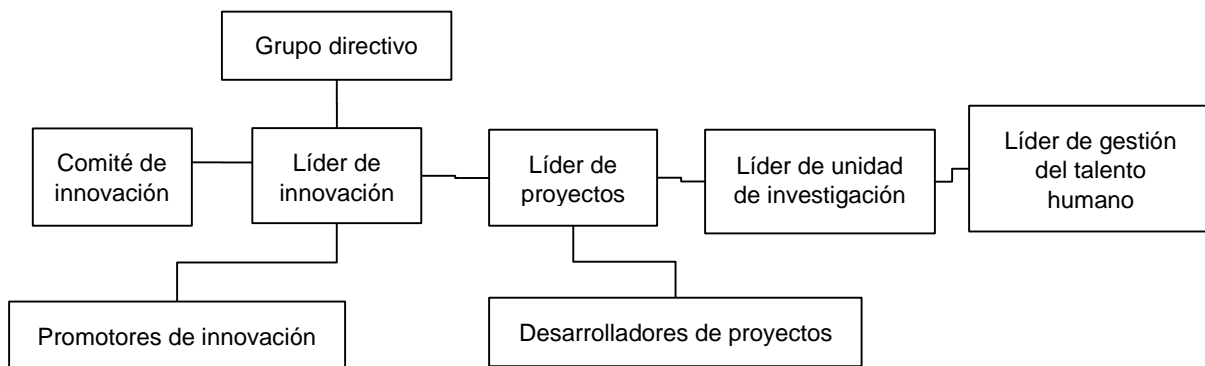 Grupo directivo
Comité de
innovación
Líder de
innovación
Líder de
proyectos
Líder de unidad
de investigación
Líder de gestión
del talento
humano
Promotores de innovación
Desarrolladores de proyectos